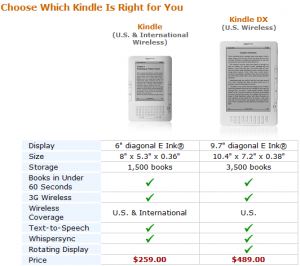 Choose Which Kindle Is Right for You
Kindle
(U.S. & International
Wireless)
Kindle DX
(U.S. Wireless)
Display 6" diagonal E Ink® 9.7" diagonal E Ink®
Size 8" x 5.3" x 0.36" 10.4" x 7.2" x 0.38"
Storage 1,500 books 3,500 books
Books in Under
60 Seconds ✓ ✓
3G Wireless ✓ ✓
Wireless
Coverage U.S. & International U.S.
Text-to-Speech ✓ ✓
Whispersync ✓ ✓
Rotating Display ✓
Price $259.00 $489.00